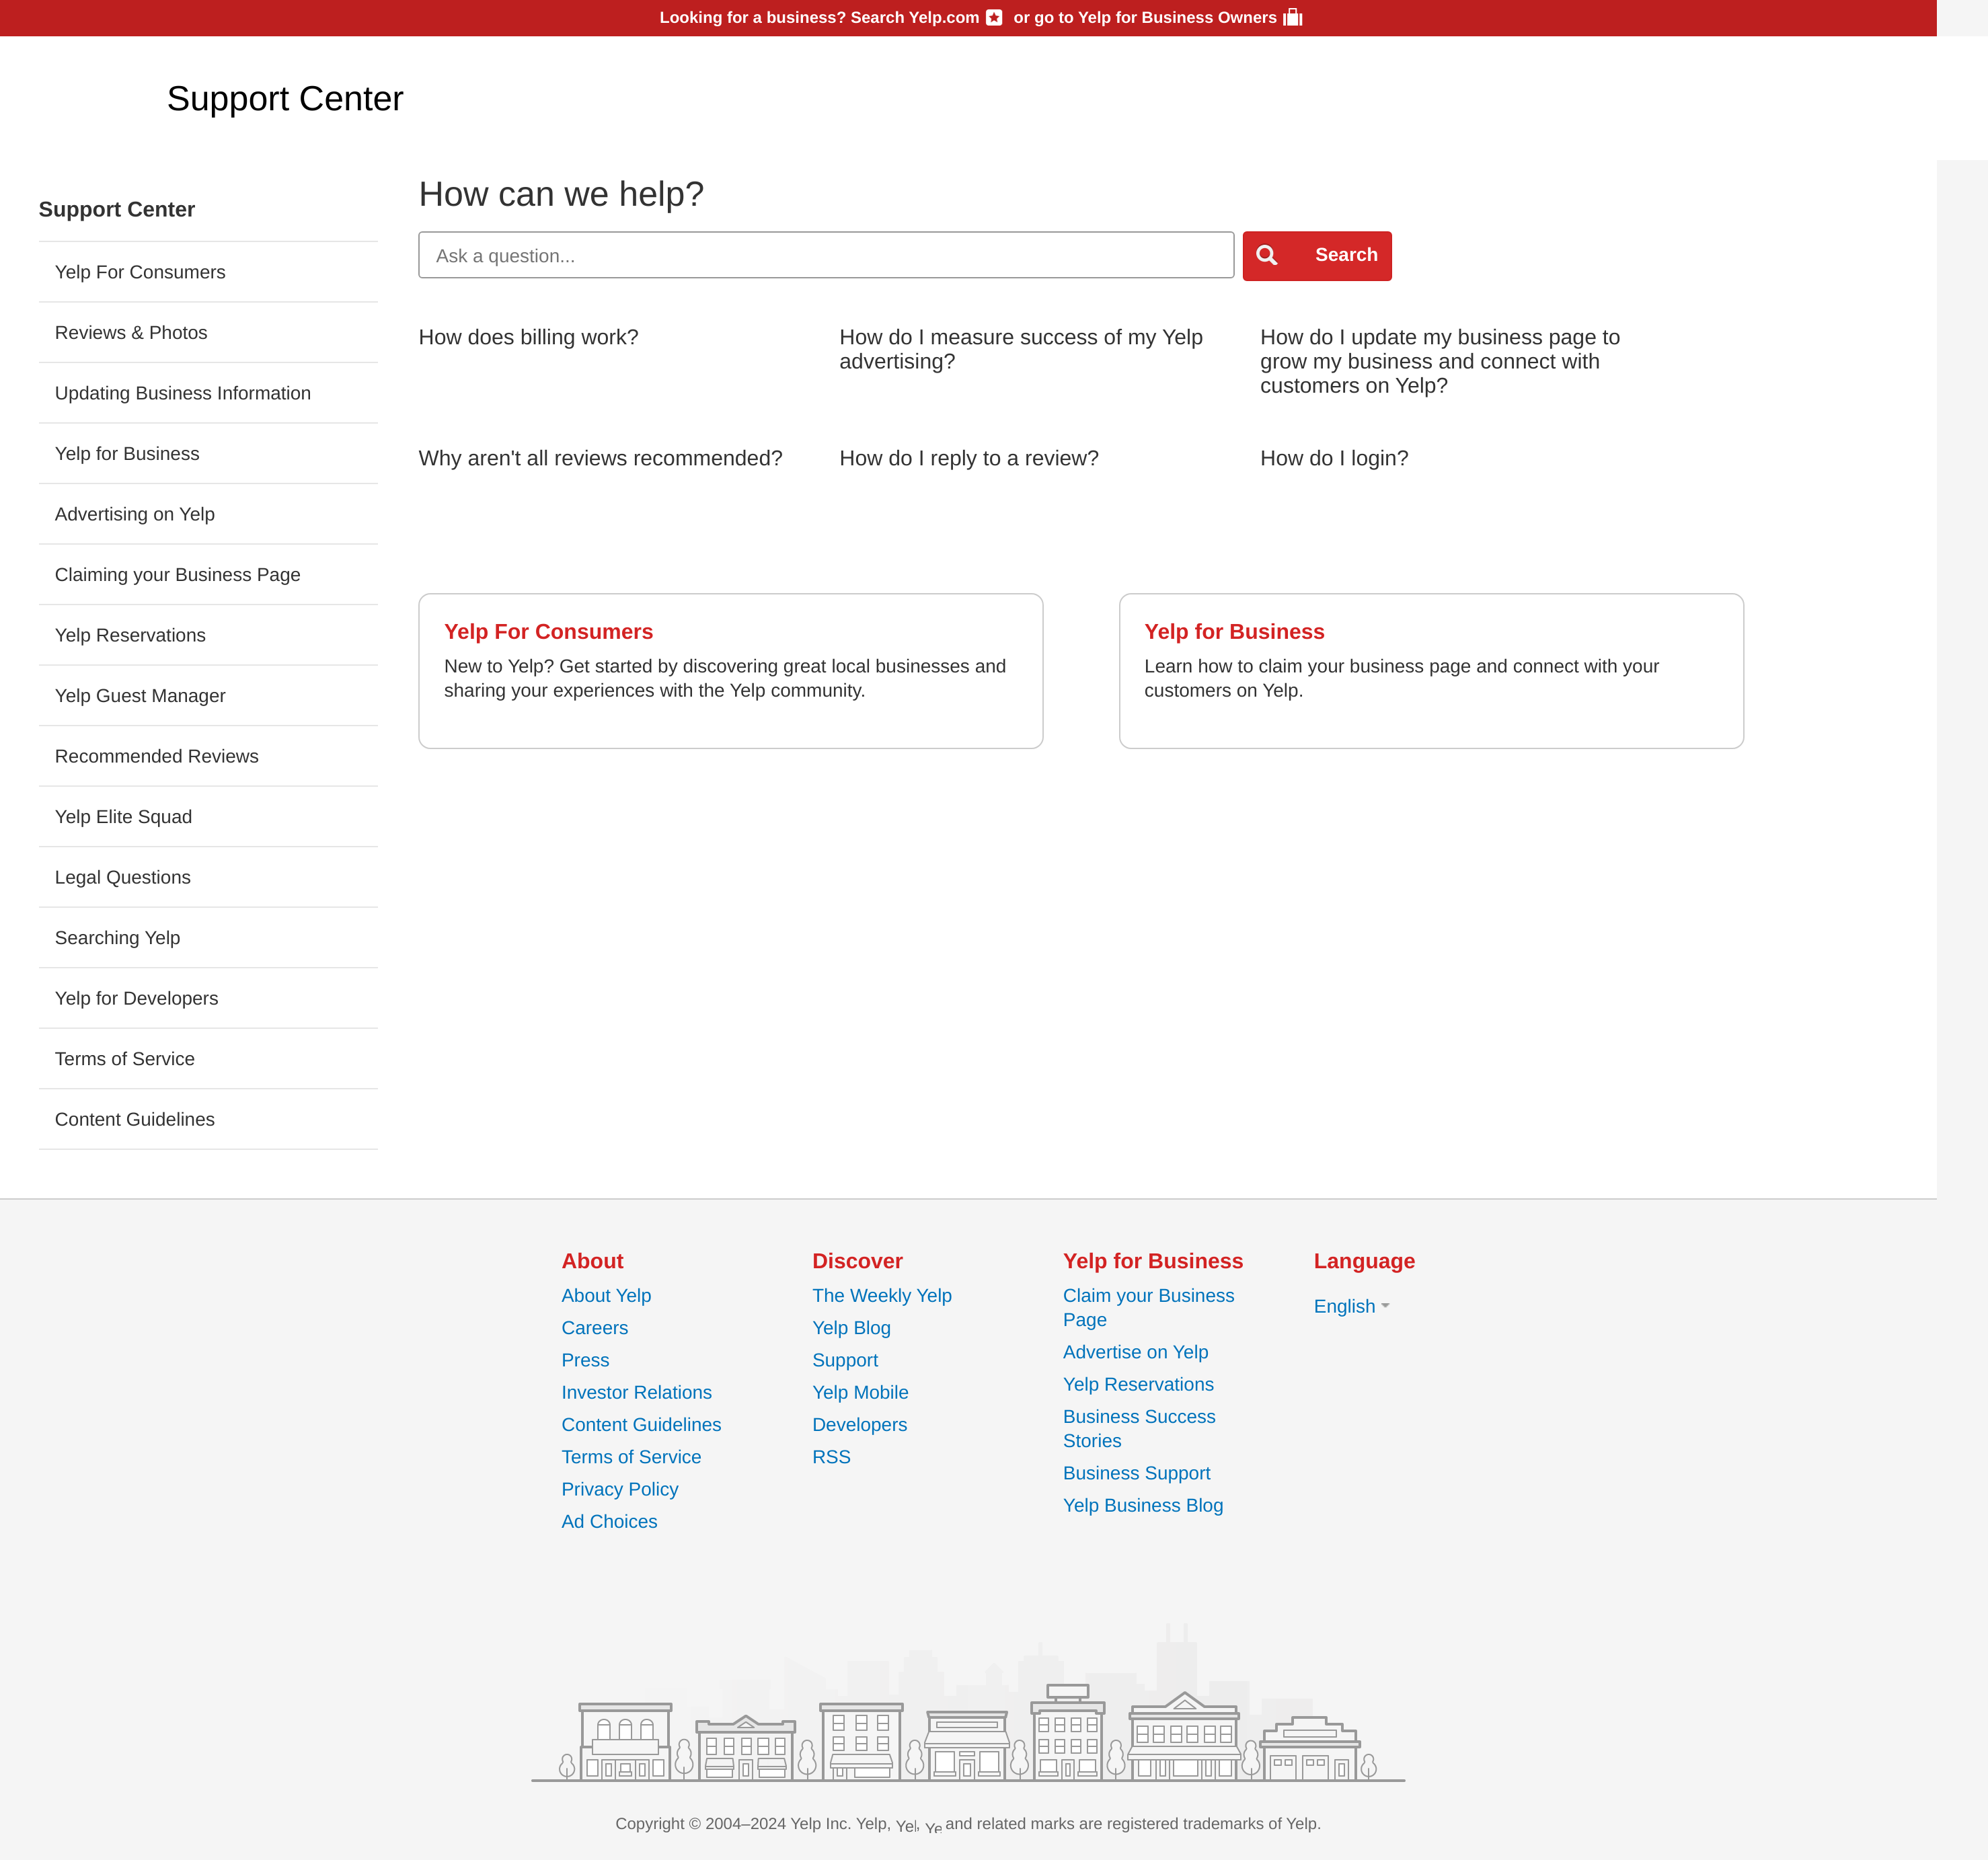 Looking for a business? Search Yelp.com or go to Yelp for Business Owners
Support Center
Support Center
Yelp For Consumers
Reviews & Photos
Updating Business Information
Yelp for Business
Advertising on Yelp
Claiming your Business Page
Yelp Reservations
Yelp Guest Manager
Recommended Reviews
Yelp Elite Squad
Legal Questions
Searching Yelp
Yelp for Developers
Terms of Service
Content Guidelines
How can we help?
Ask a question...
Search
How does billing work?
How do I measure success of my Yelp
advertising?
How do I update my business page to
grow my business and connect with
customers on Yelp?
Why aren't all reviews recommended?
How do I reply to a review?
How do I login?
Yelp For Consumers
New to Yelp? Get started by discovering great local businesses and
sharing your experiences with the Yelp community.
Yelp for Business
Learn how to claim your business page and connect with your
customers on Yelp.
About
About Yelp
Careers
Press
Investor Relations
Content Guidelines
Terms of Service
Privacy Policy
Ad Choices
Discover
The Weekly Yelp
Yelp Blog
Support
Yelp Mobile
Developers
RSS
Yelp for Business
Claim your Business
Page
Advertise on Yelp
Yelp Reservations
Business Success
Stories
Business Support
Yelp Business Blog
Language
English
Copyright © 2004–2024 Yelp Inc. Yelp, and related marks are registered trademarks of Yelp.